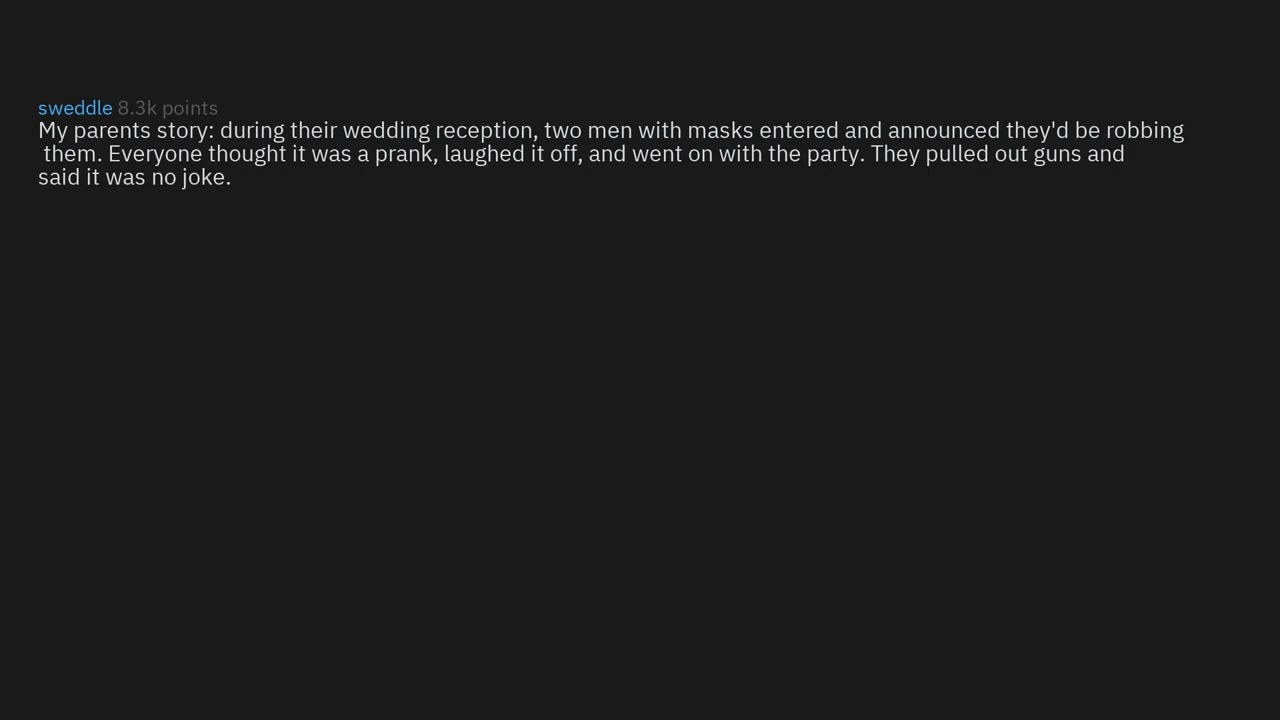 sweddle 8.3k points
My parents story: during their wedding reception, two men with masks entered and announced they'd be robbing
them. Everyone thought it was a prank, laughed it off, and went on with the party. They pulled out guns and
said it was no joke.